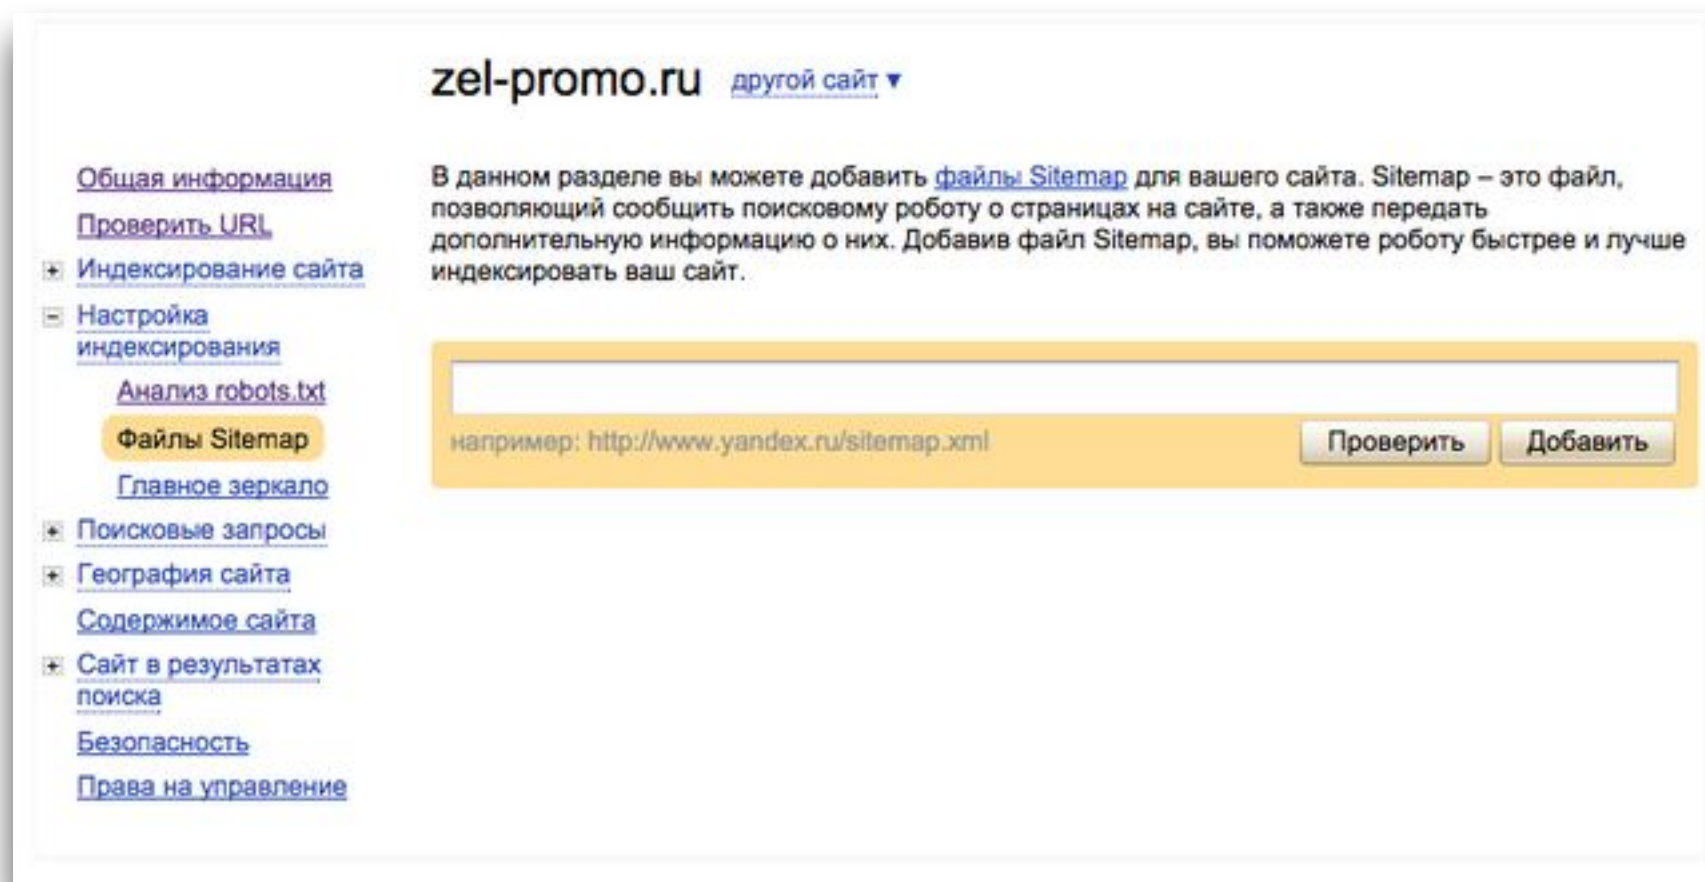 zel-promo.ru другой сайт ▼
Общая информация
Проверить URL
Индексирование сайта
Настройка
индексирования
Анализ robots.txt
Файлы Sitemap
Главное зеркало
Поисковые запросы
География сайта
Содержимое сайта
Сайт в результатах
поиска
Безопасность
Права на управление
В данном разделе вы можете добавить файлы Sitemap для вашего сайта. Sitemap – это файл,
позволяющий сообщить поисковому роботу о страницах на сайте, а также передать
дополнительную информацию о них. Добавив файл Sitemap, вы поможете роботу быстрее и лучше
индексировать ваш сайт.
например: http://www.yandex.ru/sitemap.xml
Проверить Добавить